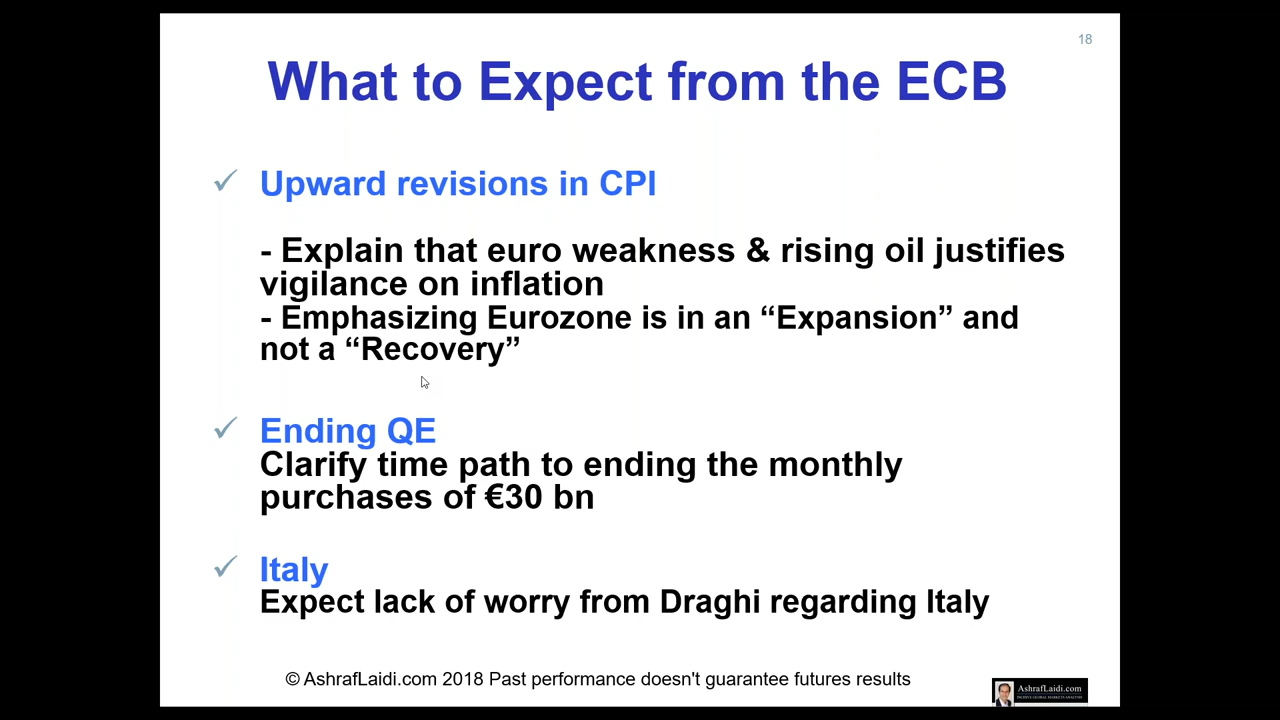 18
What to Expect from the ECB
Upward revisions in CPI
- Explain that euro weakness & rising oil justifies
vigilance on inflation
- Emphasizing Eurozone is in an “Expansion” and
not a “Recovery”
Ending QE
Clarify time path to ending the monthly
purchases of €30 bn
Italy
Expect lack of worry from Draghi regarding Italy
© AshrafLaidi.com 2018 Past performance doesn't guarantee futures results
AshrafLaidi.com